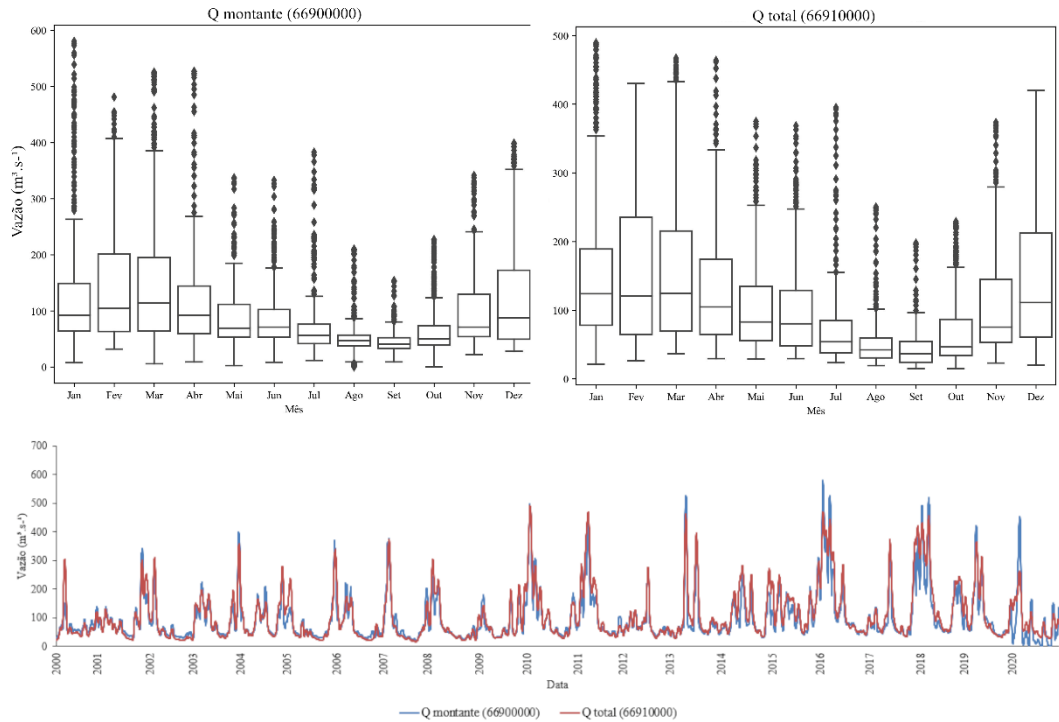 Q montante (66900000)
600
500
400
300
200
100
0
Vazão (m³.s-¹)
Jun Fev Mar Abr Mai Jun Jul Ago Set Out Nov Dez
Mês
Q total (66910000)
500
400
300
200
100
0
Jan Fev Mar Abr Mai Jun Jul Ago Set Out Nov Dez
Mês
700
600
500
400
300
200
100
0
Vazão (m³.s-¹)
2000 20001 2002 2003 2004 2005 2006 2007 2008 2009 2010 2011 2012 2013 2014 2015 2016 2017 2018 2019 2020
Data
Q montante (66900000) Q total (66910000)